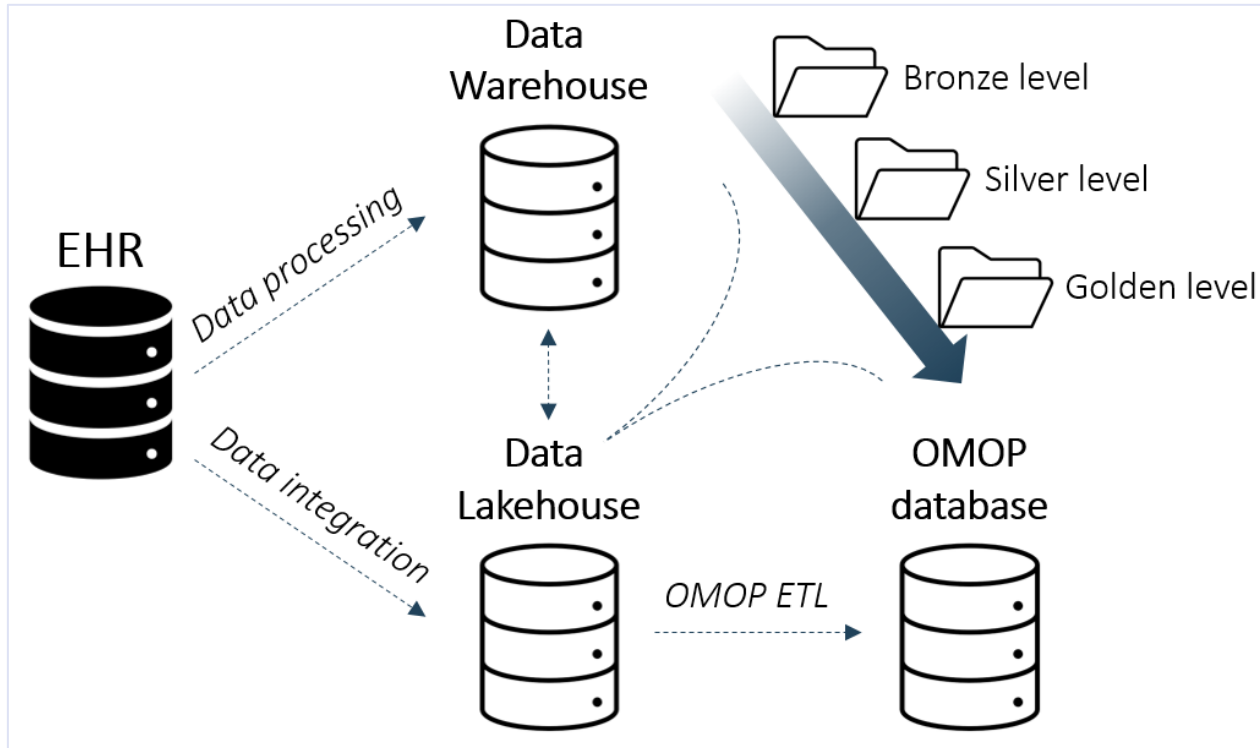 Data
Warehouse
Bronze level
Silver level
Golden level
EHR
Data processing
Data integration
Data
Lakehouse
OMOP ETL
OMOP
database